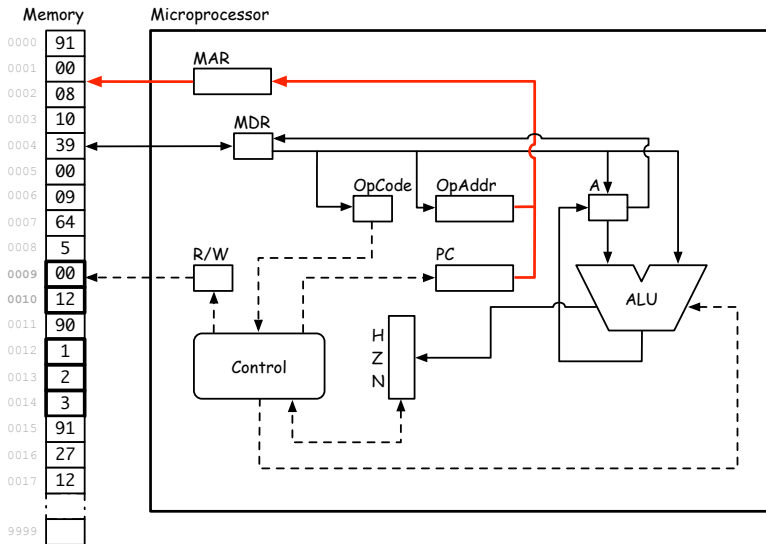 Memory
Microprocessor
0000 91
0001 00
0002 08
0003 10
0004 39
0005 00
0006 09
0007 64
0008 5
0009 00
0010 12
0011 90
0012 1
0013 2
0014 3
0015 91
0016 27
0017 12
9999
MAR
MDR
OpCode
OpAddr
A
R/W
PC
ALU
Control
H
Z
N